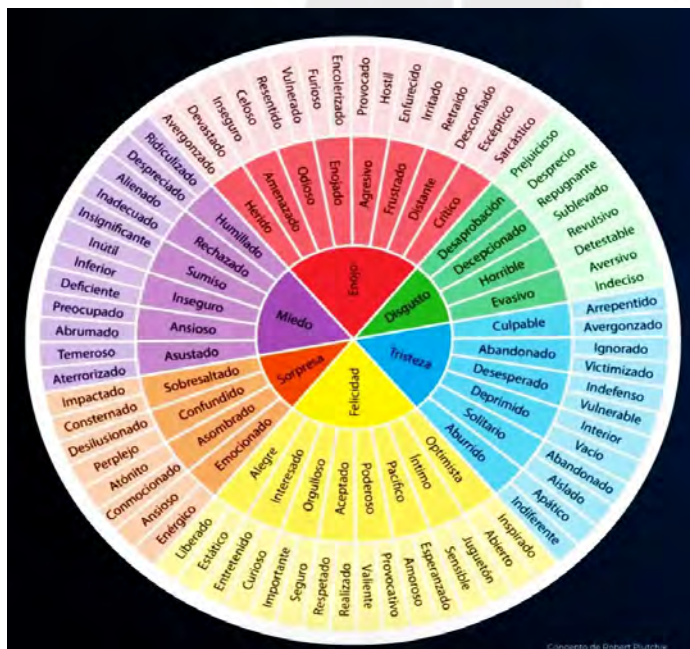 Enojo
Disgusto
Tristeza
Felicidad
Sorpresa
Miedo
Herido
Amenazado
Odioso
Enojado
Agresivo
Frustrado
Distante
Crítico
Desaprobación
Decepcionado
Horrible
Evasivo
Culpable
Abandonado
Desesperado
Deprimido
Solitario
Aburrido
Optimista
Intimo
Pacífico
Poderoso
Aceptado
Orgulloso
Interesado
Alegre
Emocionado
Asombrado
Confundido
Sobresaltado
Asustado
Ansioso
Inseguro
Sumiso
Rechazado
Humillado
Avergonzado
Devastado
Inseguro
Celoso
Resentido
Vulnerado
Furioso
Encolerizado
Provocado
Hostil
Enfurecido
Irritado
Retraído
Desconfiado
Escéptico
Sarcástico
Prejuicioso
Desprecio
Repugnante
Sublevado
Revulsivo
Detestable
Aversivo
Indeciso
Arrepentido
Avergonzado
Ignorado
Victimizado
Indefenso
Vulnerable
Interior
Vacío
Abandonado
Aislado
Apático
Indiferente
Inspirado
Abierto
Juguetón
Sensible
Esperanzado
Amoroso
Provocativo
Valiente
Realizado
Respetado
Seguro
Importante
Curioso
Entretenido
Estático
Liberado
Enérgico
Ansioso
Conmocionado
Atónito
Perplejo
Desilusionado
Consternado
Impactado
Aterrorizado
Temeroso
Abrumado
Preocupado
Deficiente
Inferior
Inútil
Insignificante
Inadecuado
Alienado
Despreciado
Ridiculizado
Concepto de Robert Plutchik